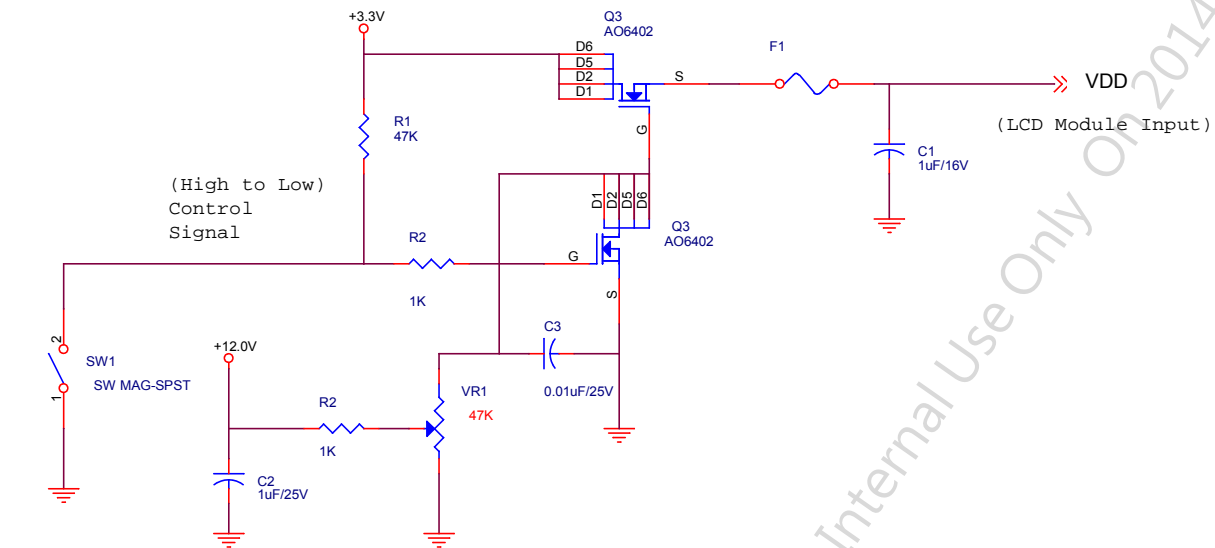 +3.3V
Q3
AO6402
D6
D5
D2
D1
S
G
F1
VDD
(LCD Module Input)
R1
47K
C1
1uF/16V
(High to Low)
Control
Signal
D1
D2
D5
D6
Q3
AO6402
R2
1K
G
S
2
1
SW1
SW MAG-SPST
+12.0V
C3
0.01uF/25V
VR1
47K
R2
1K
C2
1uF/25V
Internal Use Only On 2014